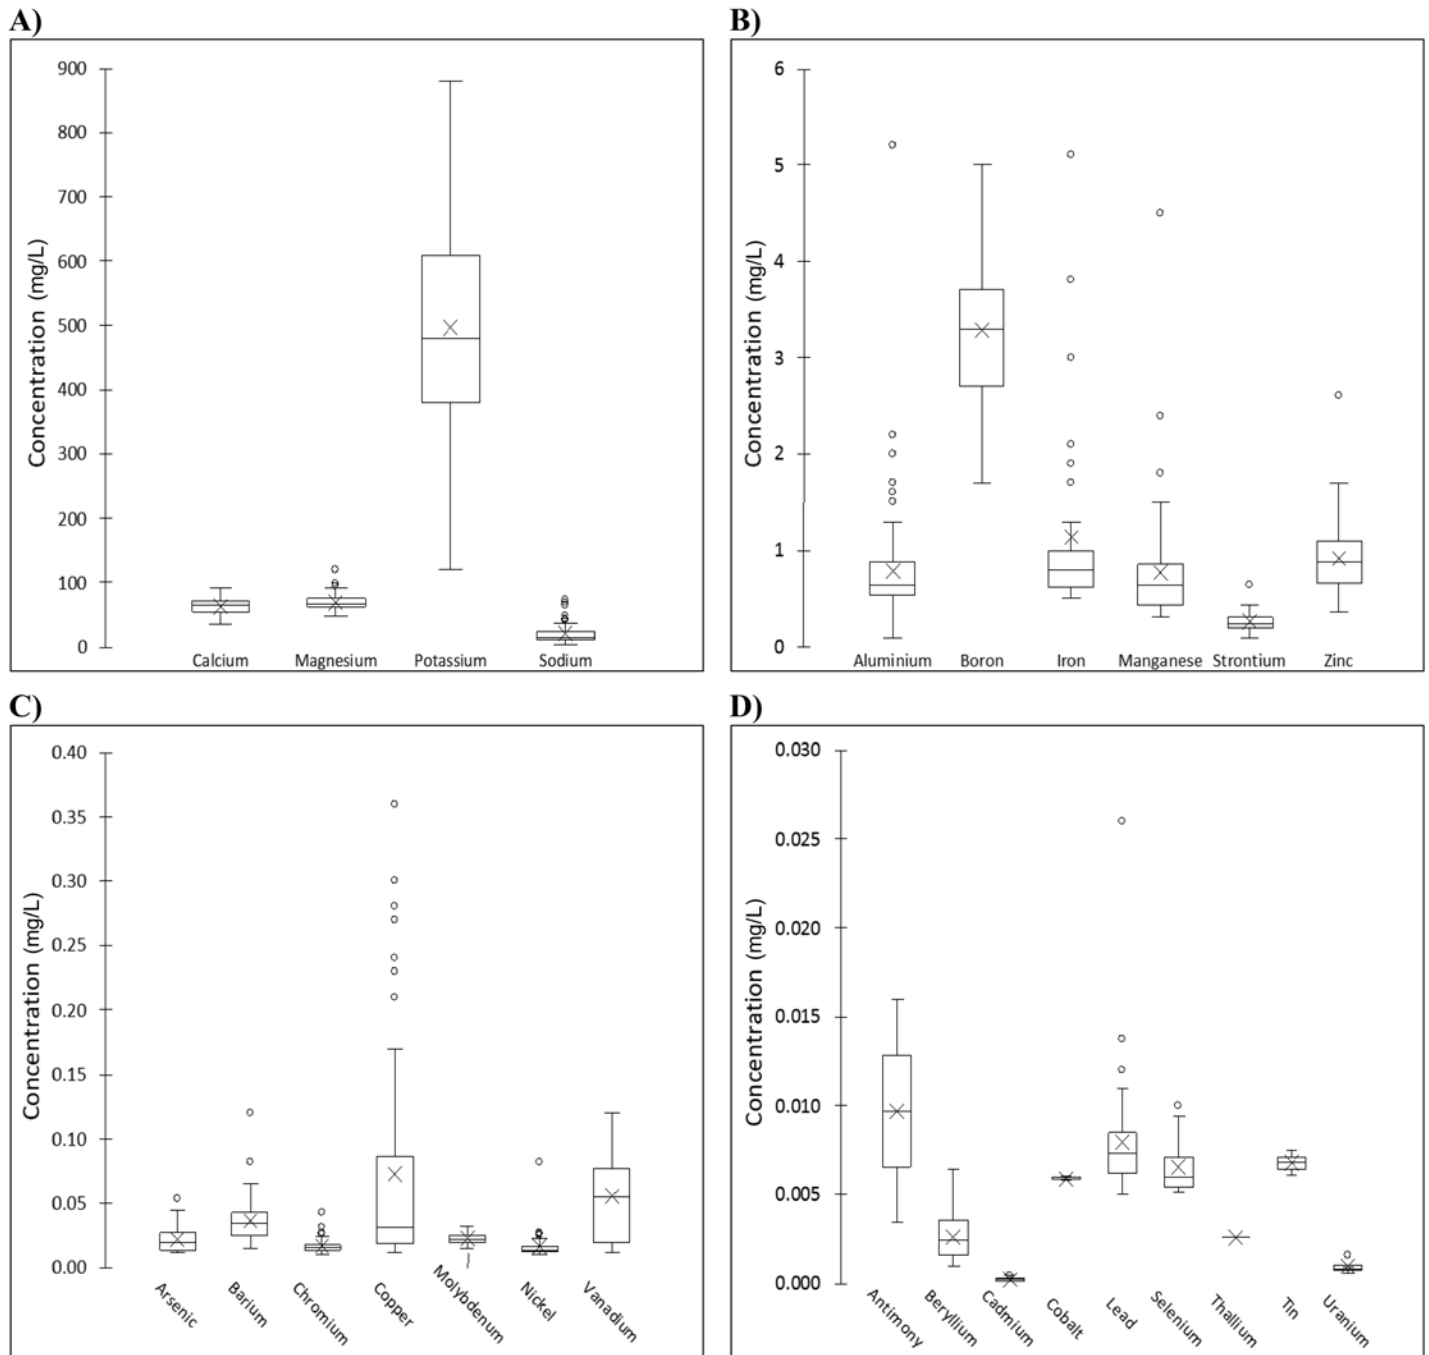 A)
Concentration (mg/L)
900
800
700
600
500
400
300
200
100
0
Calcium Magnesium Potassium Sodium
B)
Concentration (mg/L)
6
5
4
3
2
1
0
Aluminium Boron Iron Manganese Strontium Zinc
C)
Concentration (mg/L)
0.40
0.35
0.30
0.25
0.20
0.15
0.10
0.05
0.00
Arsenic Barium Chromium Copper Molybdenum Nickel Vanadium
D)
Concentration (mg/L)
0.030
0.025
0.020
0.015
0.010
0.005
0.000
Antimony Beryllium Cadmium Cobalt Lead Selenium Thallium Tin Uranium